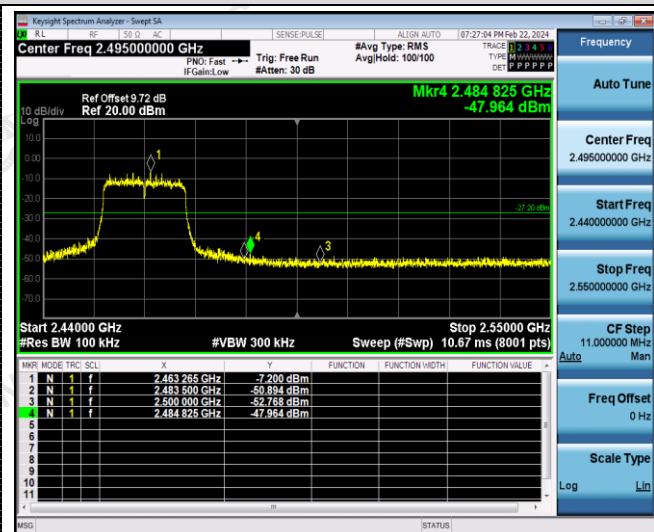 Keysight Spectrum Analyzer - Swept SA
RL RF 50 Ω AC SENSE:PULSE ALIGN AUTO 07:27:04 PM Feb 22, 2024
Center Freq 2.495000000 GHz
PNO: Fast
IFGain:Low
Trig: Free Run
#Atten: 30 dB
#Avg Type: RMS
Avg|Hold: 100/100
TRACE 1 2 3 4 5 6
TYPE M W W W W W
DET P P P P P P
Ref Offset 9.72 dB
10 dB/div Ref 20.00 dBm
Log
Mkr4 2.484 825 GHz
-47.964 dBm
10.0
0.00
-10.0
-20.0
-30.0
-40.0
-50.0
-60.0
-70.0
1
4
3
-27.20 dBm
Start 2.44000 GHz Stop 2.55000 GHz
#Res BW 100 kHz #VBW 300 kHz Sweep (#Swp) 10.67 ms (8001 pts)
MKR MODE TRC SCL X Y FUNCTION FUNCTION WIDTH FUNCTION VALUE
1 N 1 f 2.463 825 GHz -7.200 dBm
2 N 1 f 2.483 500 GHz -50.894 dBm
3 N 1 f 2.500 000 GHz -52.768 dBm
4 N 1 f 2.484 825 GHz -47.964 dBm
5
6
7
8
9
10
11
MSG STATUS
Frequency
Auto Tune
Center Freq
2.495000000 GHz
Start Freq
2.440000000 GHz
Stop Freq
2.550000000 GHz
CF Step
11.000000 MHz
Auto Man
Freq Offset
0 Hz
Scale Type
Log Lin